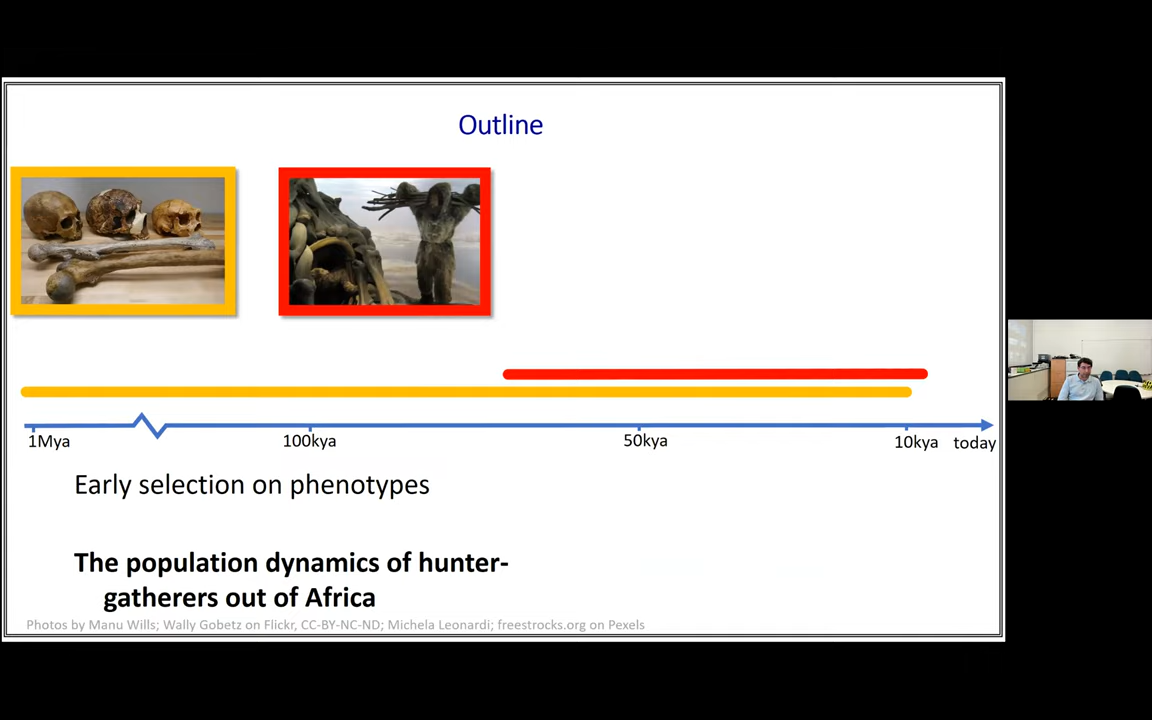 Outline
1Mya
100kya
50kya
10kya
today
Early selection on phenotypes
The population dynamics of hunter-
gatherers out of Africa
Photos by Manu Wills; Wally Gobetz on Flickr, CC-BY-NC-ND; Michela Leonardi; freestrocks.org on Pexels